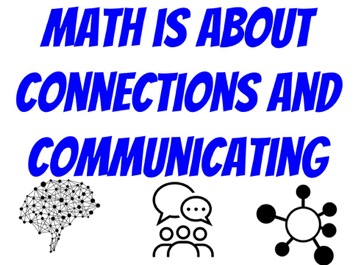 MATH IS ABOUT
CONNECTIONS AND
COMMUNICATING